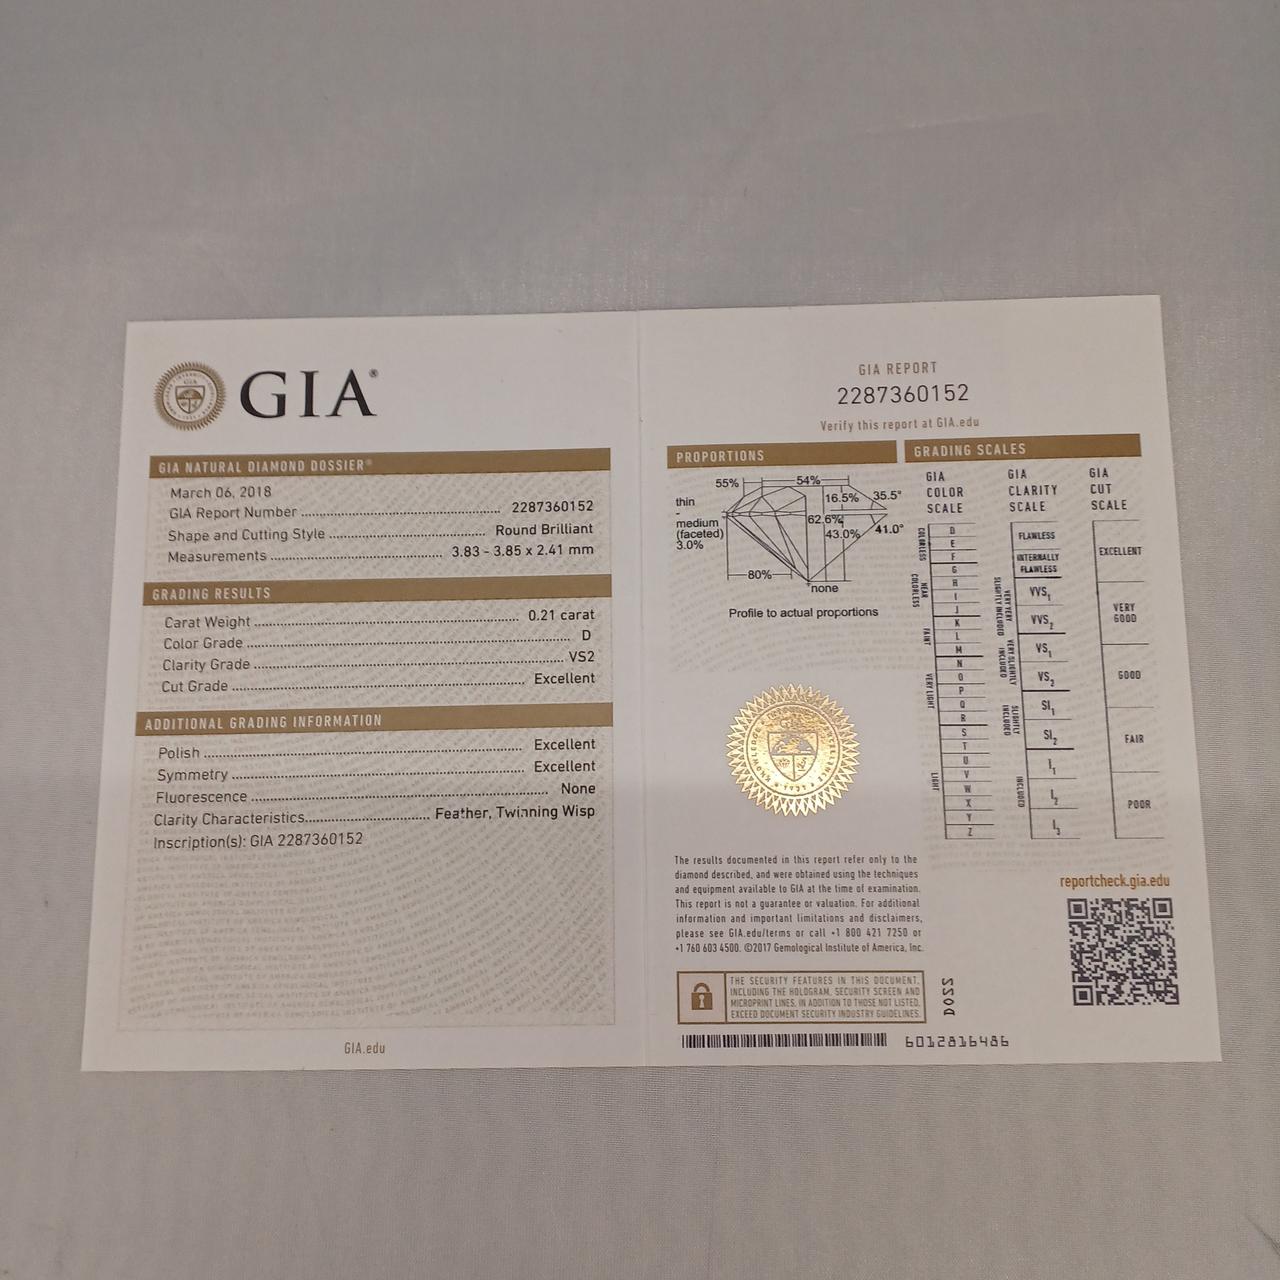 GIA®
GIA NATURAL DIAMOND DOSSIER®
March 06, 2018
GIA Report Number 2287360152
Shape and Cutting Style Round Brilliant
Measurements 3.83 - 3.85 x 2.41 mm
GRADING RESULTS
Carat Weight 0.21 carat
Color Grade D
Clarity Grade VS2
Cut Grade Excellent
ADDITIONAL GRADING INFORMATION
Polish Excellent
Symmetry Excellent
Fluorescence None
Clarity Characteristics Feather, Twinning Wisp
Inscription(s): GIA 2287360152
GIA.edu
GIA REPORT
2287360152
Verify this report at GIA.edu
PROPORTIONS
55%
54%
thin
-
medium
(faceted)
3.0%
16.5%
35.5°
62.6%
43.0%
41.0°
80%
none
Profile to actual proportions
GRADING SCALES
GIA
COLOR
SCALE
COLORLESS
D
E
F
NEAR COLORLESS
G
H
I
J
FAINT
K
L
M
VERY LIGHT
N
O
P
Q
R
LIGHT
S
T
U
V
W
X
Y
Z
GIA
CLARITY
SCALE
FLAWLESS
INTERNALLY
FLAWLESS
VERY VERY
SLIGHTLY INCLUDED
VVS1
VVS2
VERY SLIGHTLY
INCLUDED
VS1
VS2
SLIGHTLY
INCLUDED
SI1
SI2
INCLUDED
I1
I2
I3
GIA
CUT
SCALE
EXCELLENT
VERY
GOOD
GOOD
FAIR
POOR
The results documented in this report refer only to the
diamond described, and were obtained using the techniques
and equipment available to GIA at the time of examination.
This report is not a guarantee or valuation. For additional
information and important limitations and disclaimers,
please see GIA.edu/terms or call +1 800 421 7250 or
+1 760 603 4500. ©2017 Gemological Institute of America, Inc.
reportcheck.gia.edu
THE SECURITY FEATURES IN THIS DOCUMENT,
INCLUDING THE HOLOGRAM, SECURITY SCREEN AND
MICROPRINT LINES, IN ADDITION TO THOSE NOT LISTED,
EXCEED DOCUMENT SECURITY INDUSTRY GUIDELINES.
6012816486